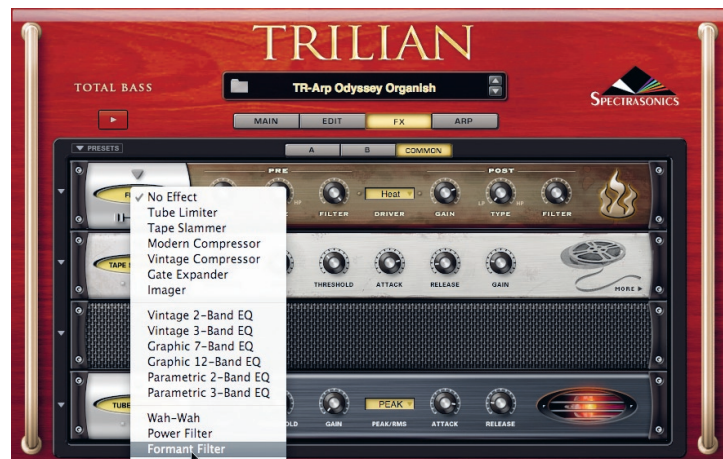 TRILIAN
TOTAL BASS
TR-Arp Odyssey Organish
SPECTRASONICS
MAIN EDIT FX ARP
PRESETS
A B COMMON
PRE POST
HF FILTER DRIVER Heat GAIN LF TYPE HF FILTER
TAPE
THRESHOLD ATTACK RELEASE GAIN
MORE
TUBE
GAIN PEAK PEAK/RMS ATTACK RELEASE
✓ No Effect
Tube Limiter
Tape Slammer
Modern Compressor
Vintage Compressor
Gate Expander
Imager
Vintage 2-Band EQ
Vintage 3-Band EQ
Graphic 7-Band EQ
Graphic 12-Band EQ
Parametric 2-Band EQ
Parametric 3-Band EQ
Wah-Wah
Power Filter
Formant Filter